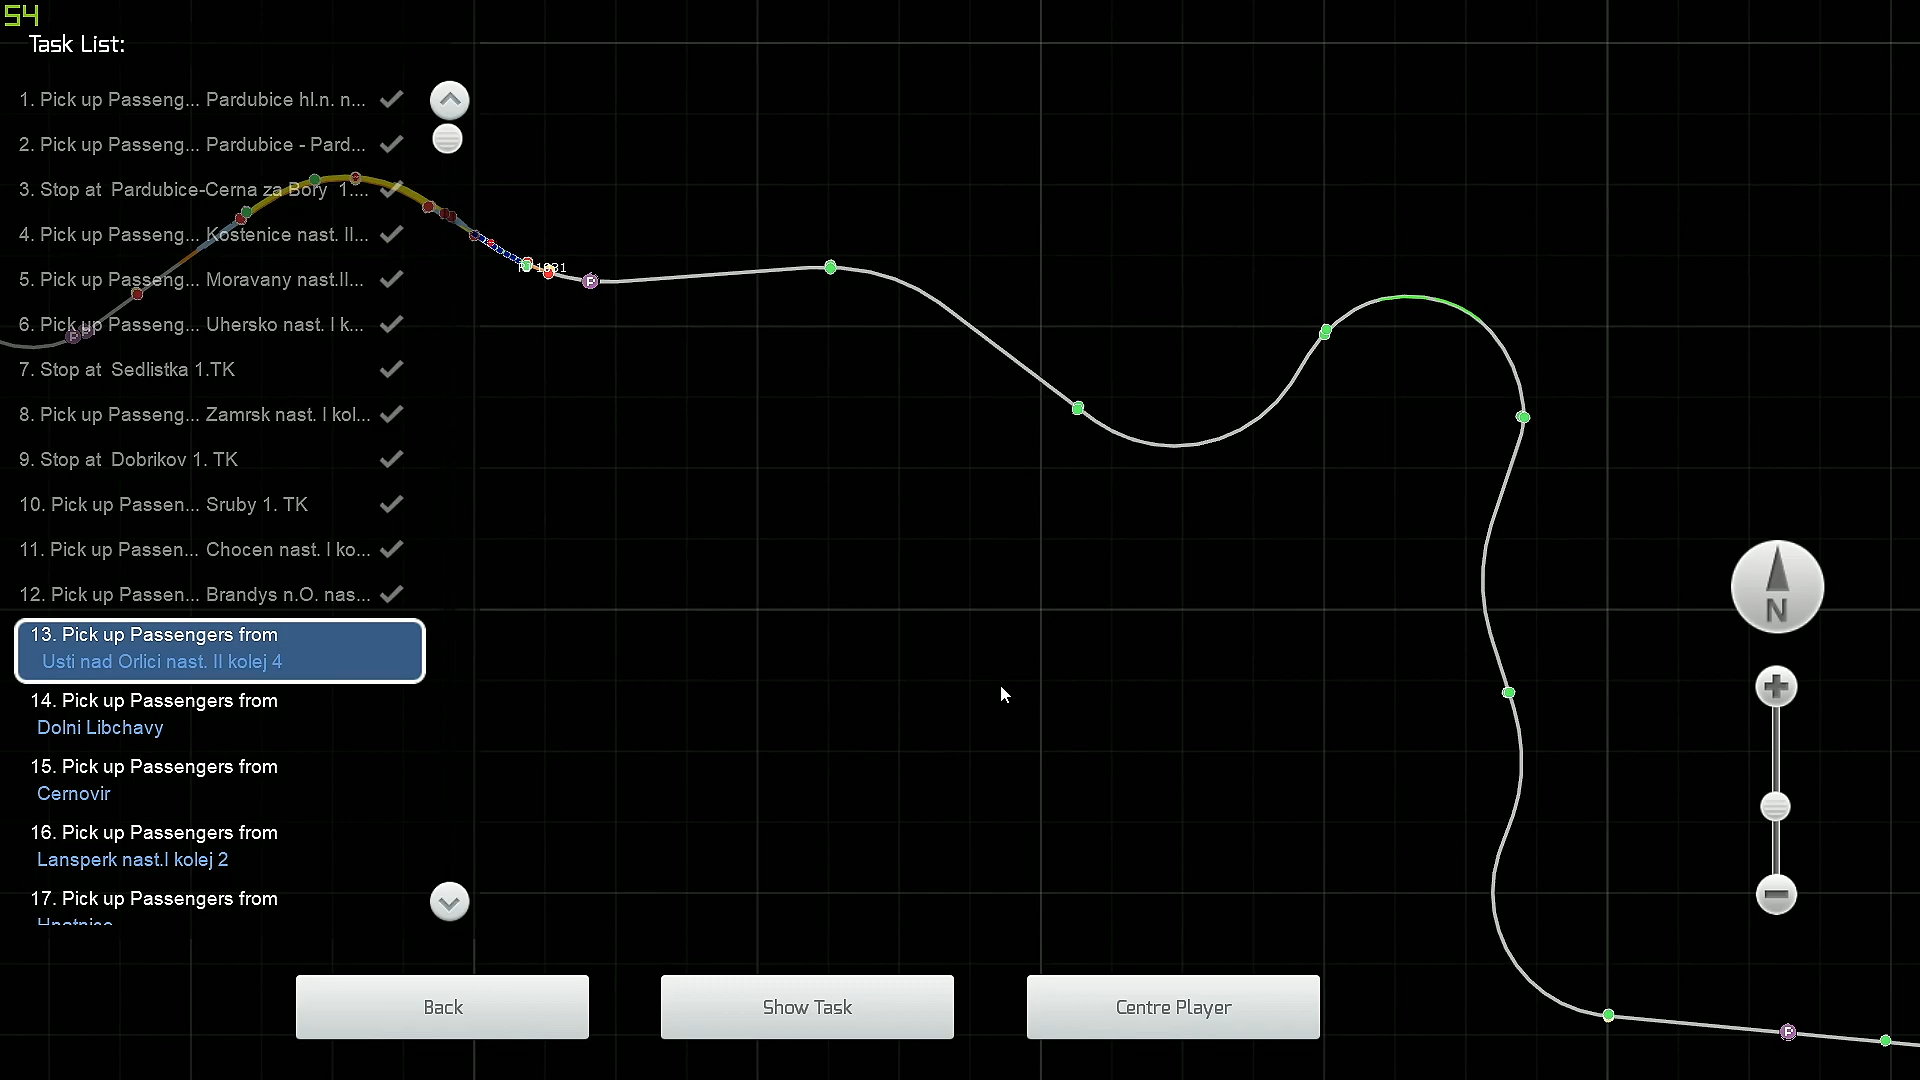 54
Task List:
1. Pick up Passeng... Pardubice hl.n. n...
2. Pick up Passeng... Pardubice - Pard...
3. Stop at Pardubice-Cerna za Bory 1....
4. Pick up Passeng... Kostenice nast. II...
5. Pick up Passeng... Moravany nast.II...
6. Pick up Passeng... Uhersko nast. I k...
7. Stop at Sedlistka 1.TK
8. Pick up Passeng... Zamrsk nast. I kol...
9. Stop at Dobrikov 1. TK
10. Pick up Passen... Sruby 1. TK
11. Pick up Passen... Chocen nast. I ko...
12. Pick up Passen... Brandys n.O. nas...
13. Pick up Passengers from
Usti nad Orlici nast. II kolej 4
14. Pick up Passengers from
Dolni Libchavy
15. Pick up Passengers from
Cernovir
16. Pick up Passengers from
Lansperk nast.I kolej 2
17. Pick up Passengers from
Hnatnice
P
P
N
Back
Show Task
Centre Player